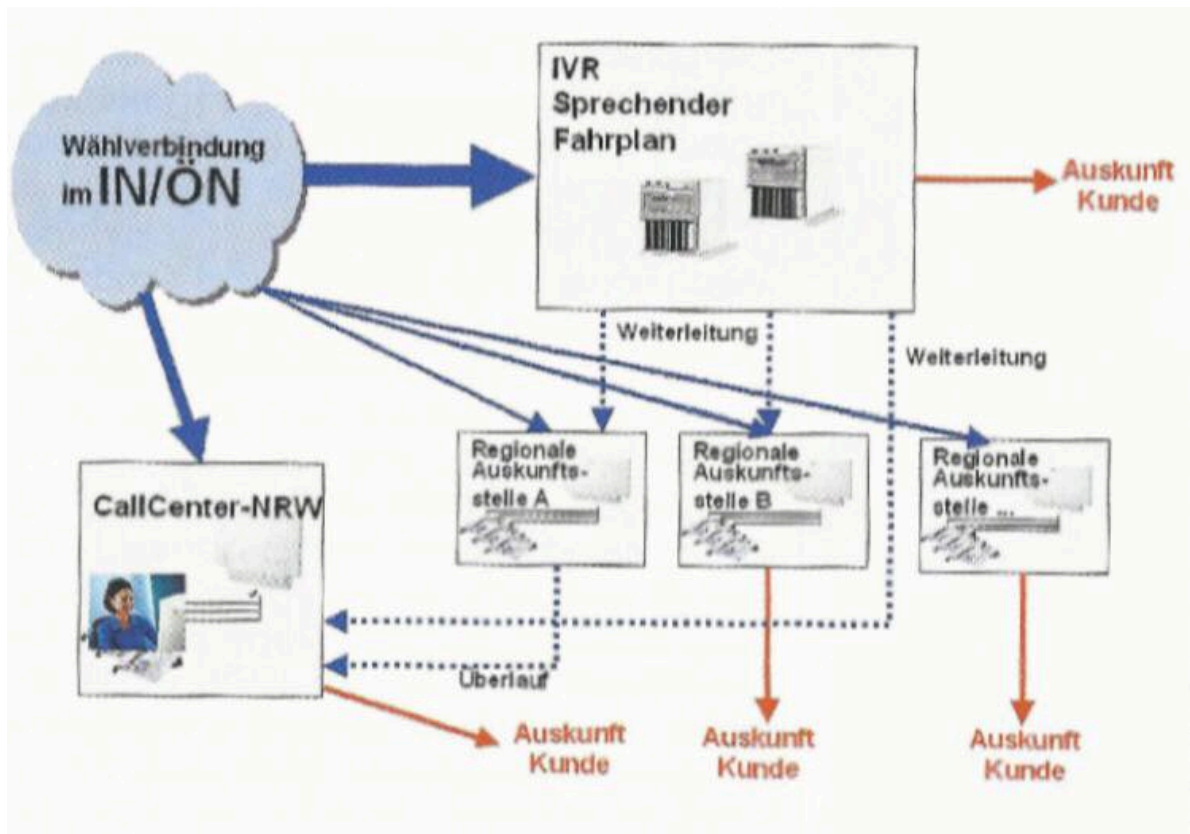 Wählverbindung
im IN/ÖN
IVR
Sprechender
Fahrplan
Auskunft
Kunde
Weiterleitung
Weiterleitung
CallCenter-NRW
Regionale
Auskunfts-
stelle A
Regionale
Auskunfts-
stelle B
Regionale
Auskunfts-
stelle ...
Überlauf
Auskunft
Kunde
Auskunft
Kunde
Auskunft
Kunde